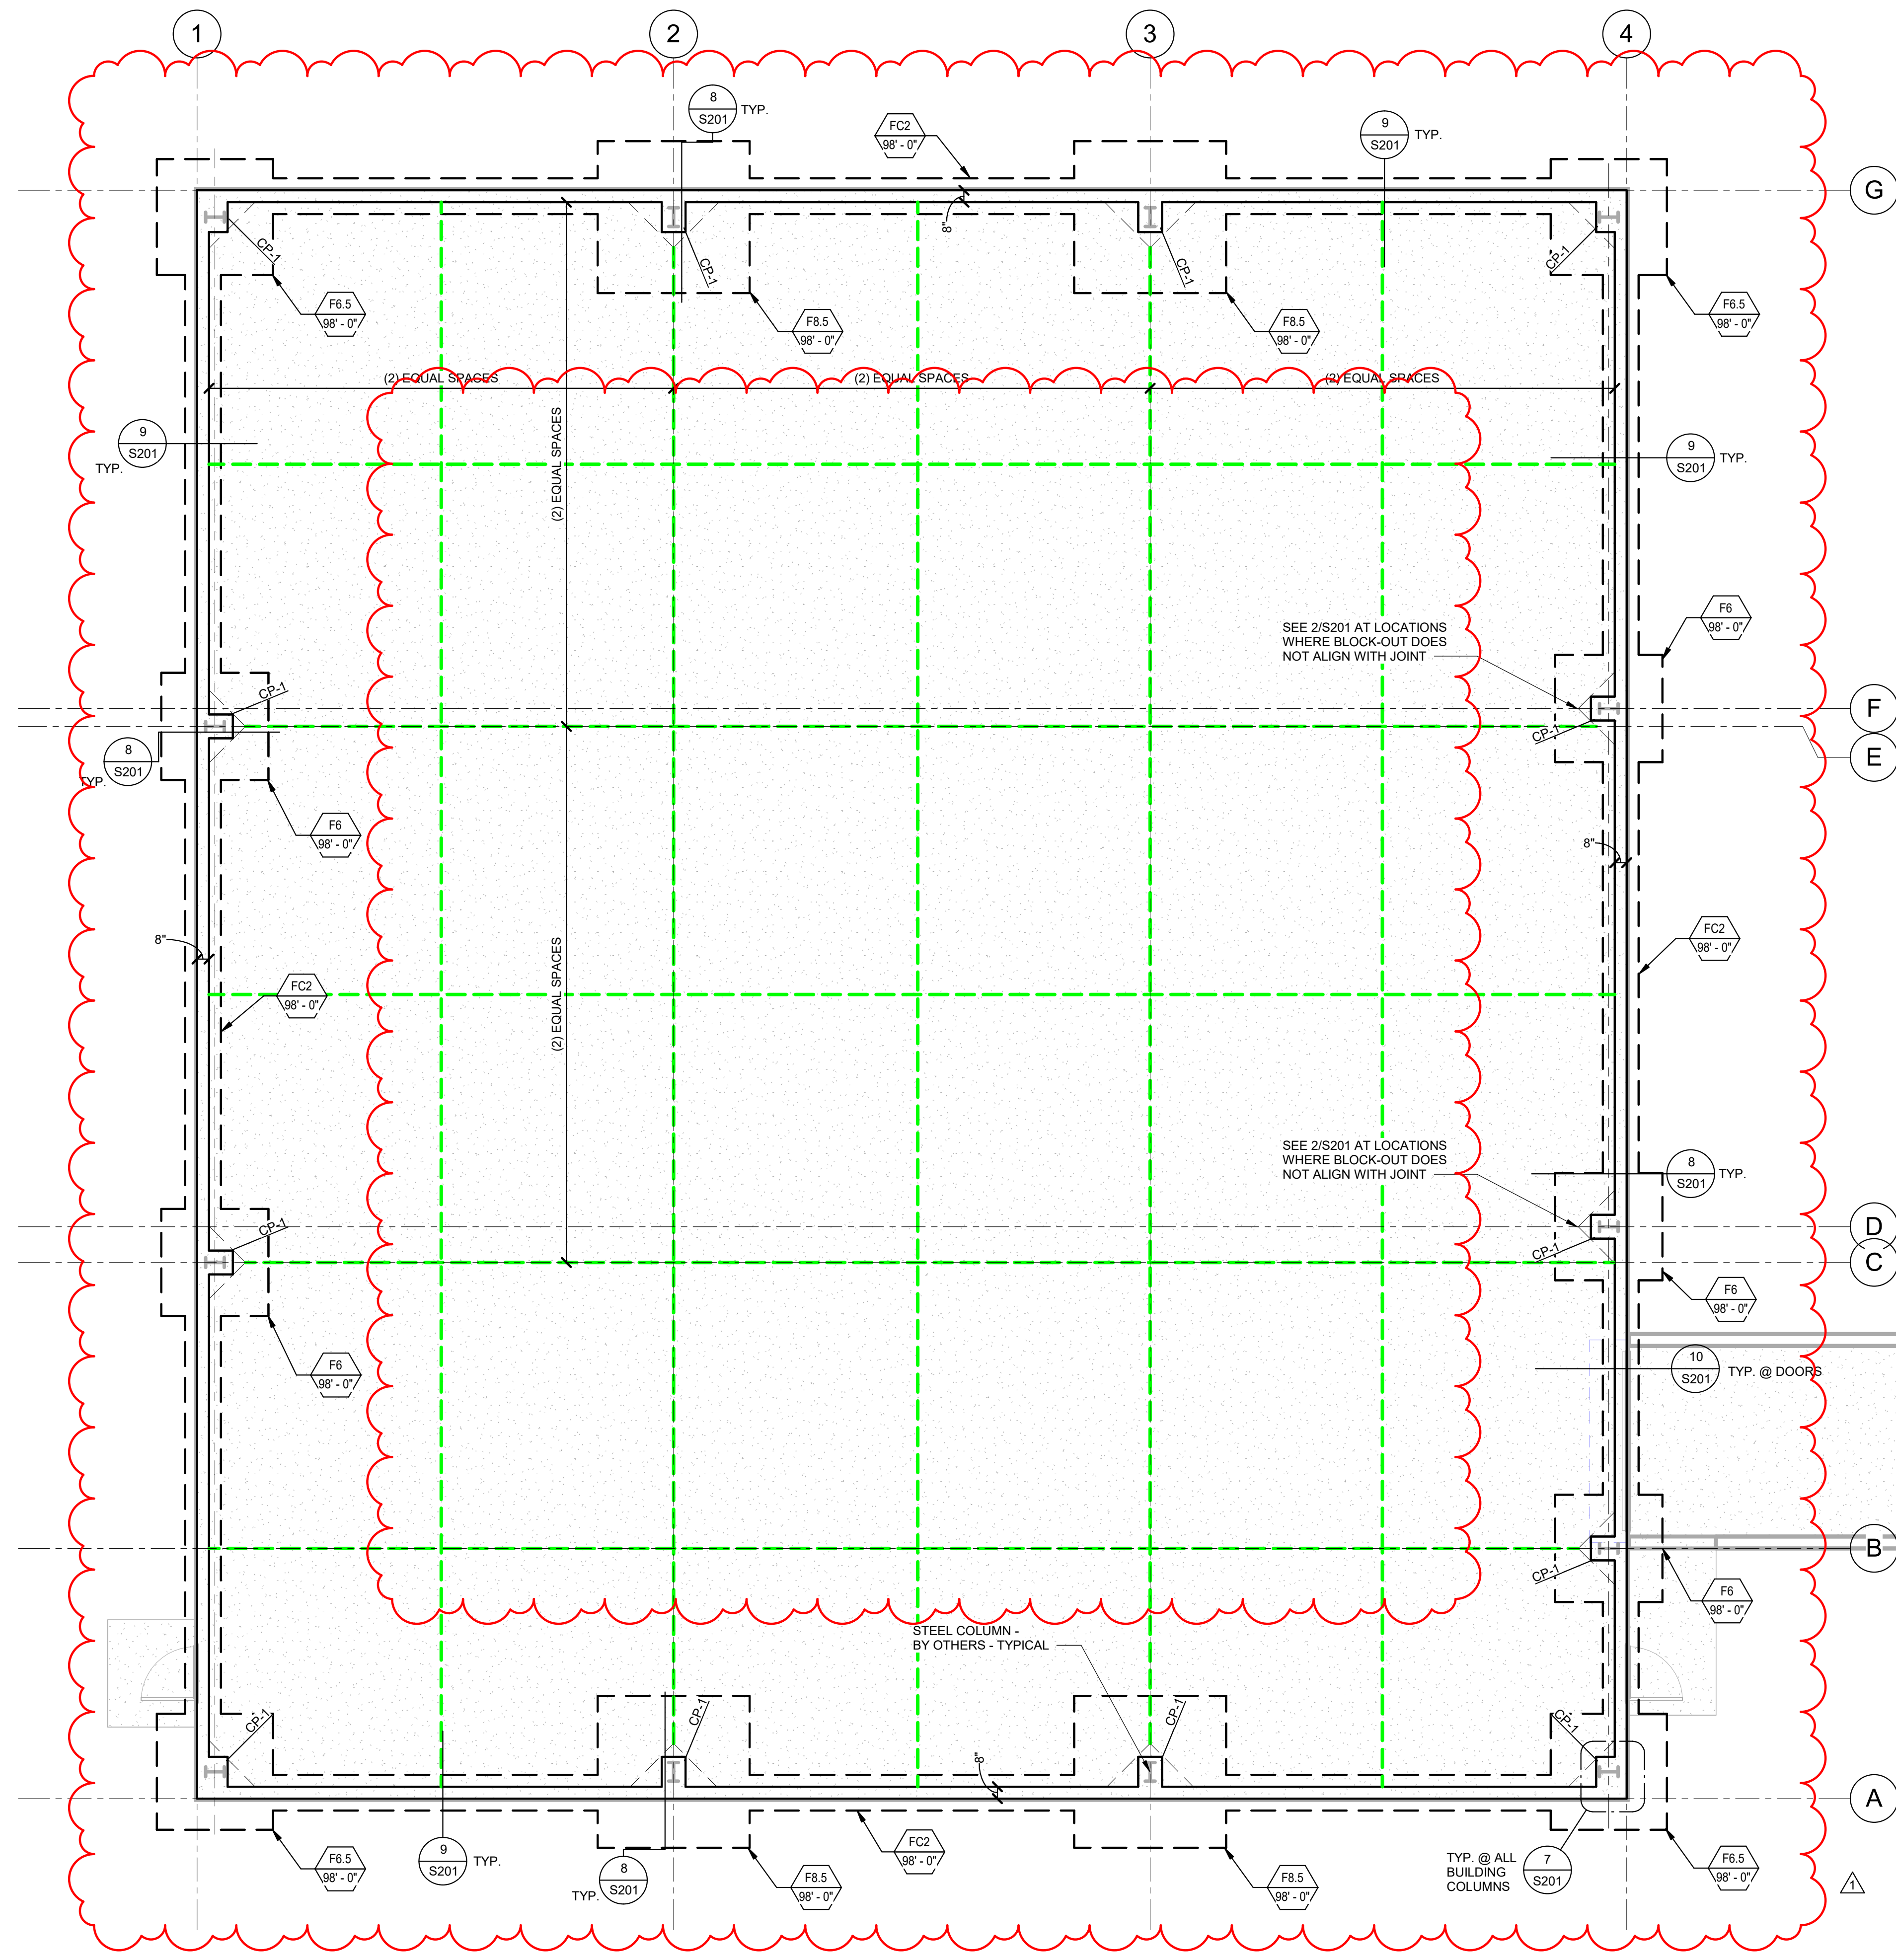 1
2
3
4
8
S201
TYP.
FC2
98' - 0"
9
S201
TYP.
G
8"
CP-1
CP-1
CP-1
CP-1
F6.5
98' - 0"
F8.5
98' - 0"
F8.5
98' - 0"
F6.5
98' - 0"
(2) EQUAL SPACES
(2) EQUAL SPACES
(2) EQUAL SPACES
9
S201
TYP.
(2) EQUAL SPACES
9
S201
TYP.
F6
98' - 0"
SEE 2/S201 AT LOCATIONS
WHERE BLOCK-OUT DOES
NOT ALIGN WITH JOINT
CP-1
F
CP-1
E
8
S201
TYP.
F6
98' - 0"
8"
8"
FC2
98' - 0"
FC2
98' - 0"
(2) EQUAL SPACES
SEE 2/S201 AT LOCATIONS
WHERE BLOCK-OUT DOES
NOT ALIGN WITH JOINT
8
S201
TYP.
CP-1
D
CP-1
C
F6
98' - 0"
F6
98' - 0"
10
S201
TYP. @ DOORS
B
CP-1
F6
98' - 0"
STEEL COLUMN -
BY OTHERS - TYPICAL
CP-1
CP-1
CP-1
CP-1
8"
A
F6.5
98' - 0"
9
S201
TYP.
8
S201
TYP.
F8.5
98' - 0"
FC2
98' - 0"
F8.5
98' - 0"
TYP. @ ALL
BUILDING
COLUMNS
7
S201
F6.5
98' - 0"
1